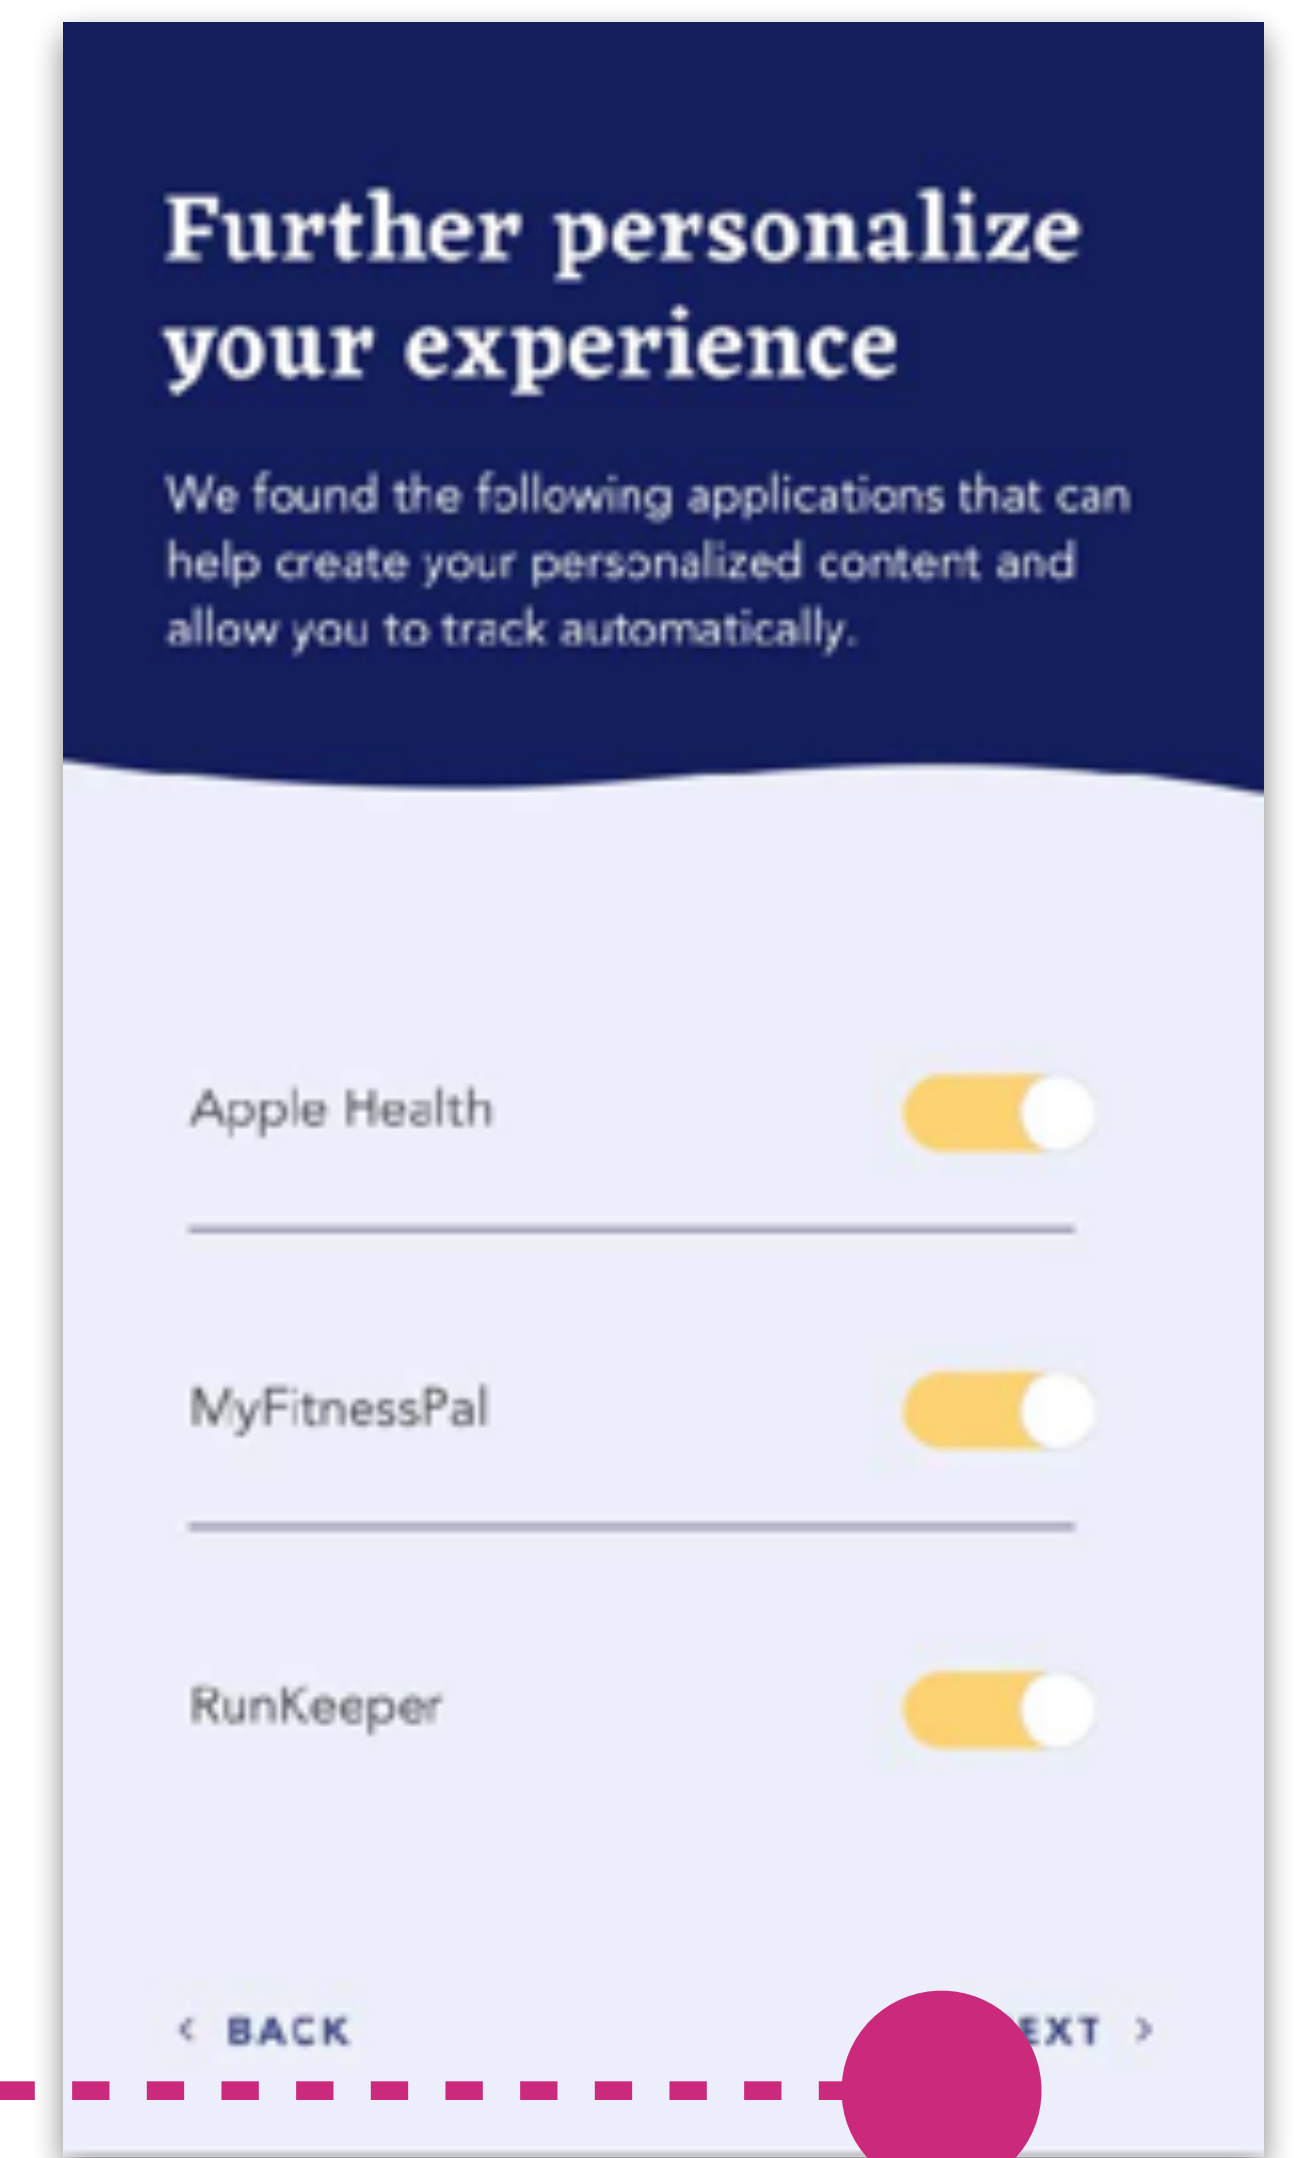 Further personalize
your experience
We found the following applications that can
help create your personalized content and
allow you to track automatically.
Apple Health
MyFitnessPal
RunKeeper
< BACK
EXT >